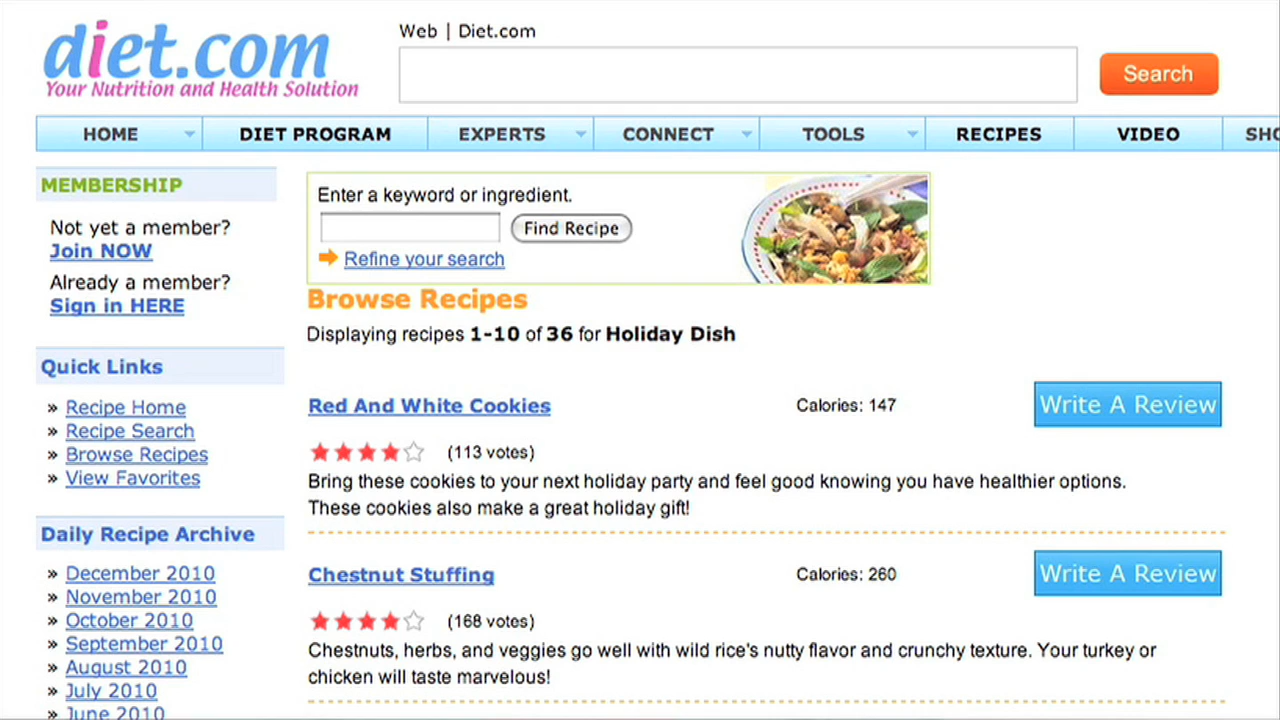 diet.com
Your Nutrition and Health Solution
Web | Diet.com
Search
HOME
DIET PROGRAM
EXPERTS
CONNECT
TOOLS
RECIPES
VIDEO
SHO
MEMBERSHIP
Not yet a member?
Join NOW
Already a member?
Sign in HERE
Quick Links
» Recipe Home
» Recipe Search
» Browse Recipes
» View Favorites
Daily Recipe Archive
» December 2010
» November 2010
» October 2010
» September 2010
» August 2010
» July 2010
» June 2010
Enter a keyword or ingredient.
Find Recipe
Refine your search
Browse Recipes
Displaying recipes 1-10 of 36 for Holiday Dish
Red And White Cookies
Calories: 147
Write A Review
(113 votes)
Bring these cookies to your next holiday party and feel good knowing you have healthier options.
These cookies also make a great holiday gift!
Chestnut Stuffing
Calories: 260
Write A Review
(168 votes)
Chestnuts, herbs, and veggies go well with wild rice's nutty flavor and crunchy texture. Your turkey or
chicken will taste marvelous!